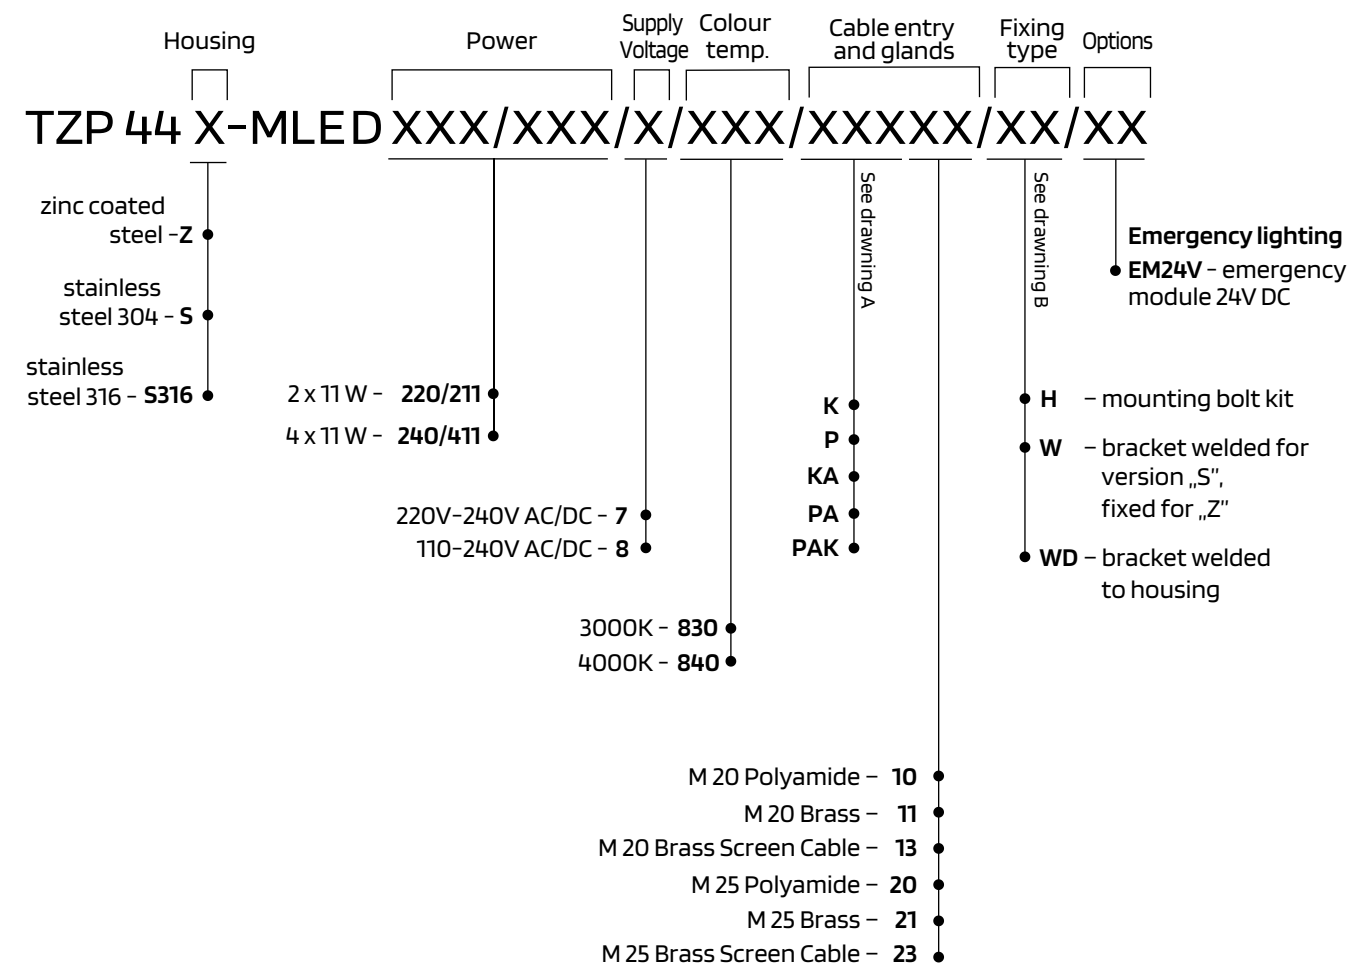 Housing
Power
Supply
Voltage
Colour
temp.
Cable entry
and glands
Fixing
type
Options
TZP 44 X-MLED XXX/XXX/X/XXX/XXXXX/XX/XX
zinc coated
steel - Z
stainless
steel 304 - S
stainless
steel 316 - S316
2 x 11 W - 220/211
4 x 11 W - 240/411
220V-240V AC/DC - 7
110-240V AC/DC - 8
3000K - 830
4000K - 840
See drawing A
K
P
KA
PA
PAK
M 20 Polyamide – 10
M 20 Brass – 11
M 20 Brass Screen Cable – 13
M 25 Polyamide – 20
M 25 Brass – 21
M 25 Brass Screen Cable – 23
See drawning B
H – mounting bolt kit
W – bracket welded for
version „S”,
fixed for „Z”
WD – bracket welded
to housing
Emergency lighting
EM24V - emergency
module 24V DC